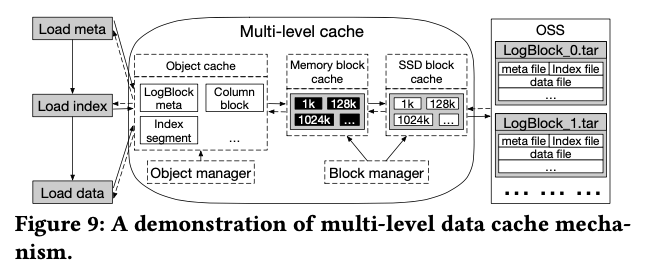 Load meta
Load index
Load data
Multi-level cache
Object cache
LogBlock
meta
Column
block
Index
segment
...
Object manager
Memory block
cache
1k 128k
1024k ...
SSD block
cache
1k 128k
1024k ...
Block manager
OSS
LogBlock_0.tar
meta file Index file
data file
...
LogBlock_1.tar
meta file Index file
data file
...
... ... ...
Figure 9: A demonstration of multi-level data cache mecha-
nism.